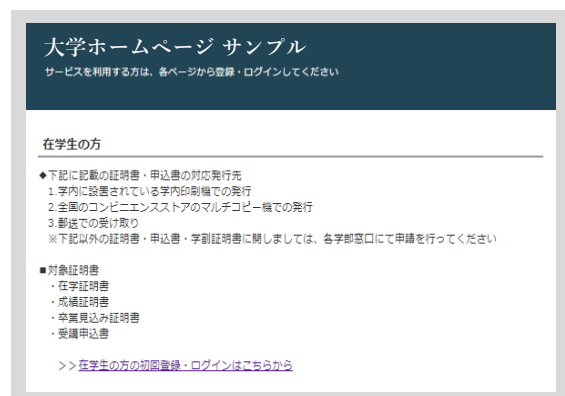 大学ホームページ サンプル
サービスを利用する方は、各ページから登録・ログインしてください
在学生の方
◆下記に記載の証明書・申込書の対応発行先
1.学内に設置されている学内印刷機での発行
2.全国のコンビニエンスストアのマルチコピー機での発行
3.郵送での受け取り
※下記以外の証明書・申込書・学割証明書に関しましては、各学部窓口にて申請を行ってください
■対象証明書
・在学証明書
・成績証明書
・卒業見込み証明書
・受講申込書
>>在学生の方の初回登録・ログインはこちらから